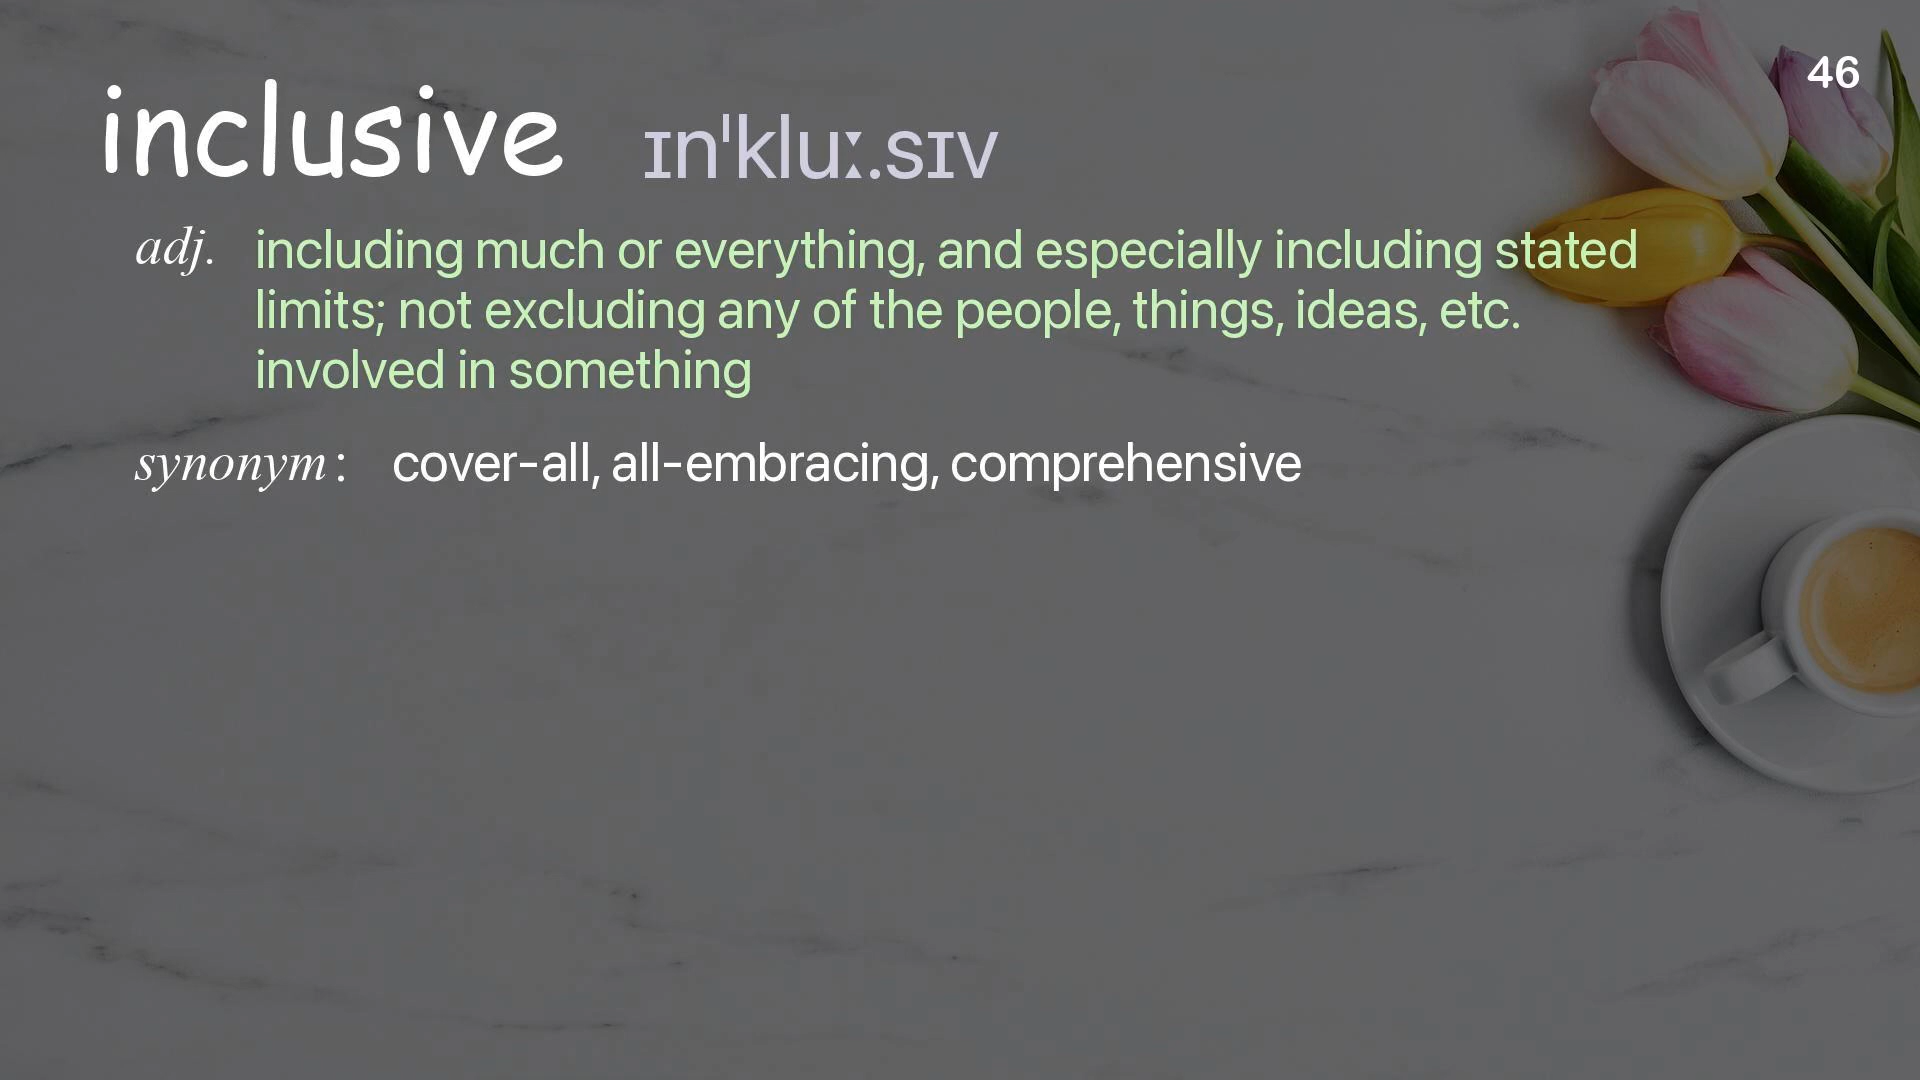 46
inclusive ɪnˈkluː.sɪv
adj. including much or everything, and especially including stated
limits; not excluding any of the people, things, ideas, etc.
involved in something
synonym: cover-all, all-embracing, comprehensive